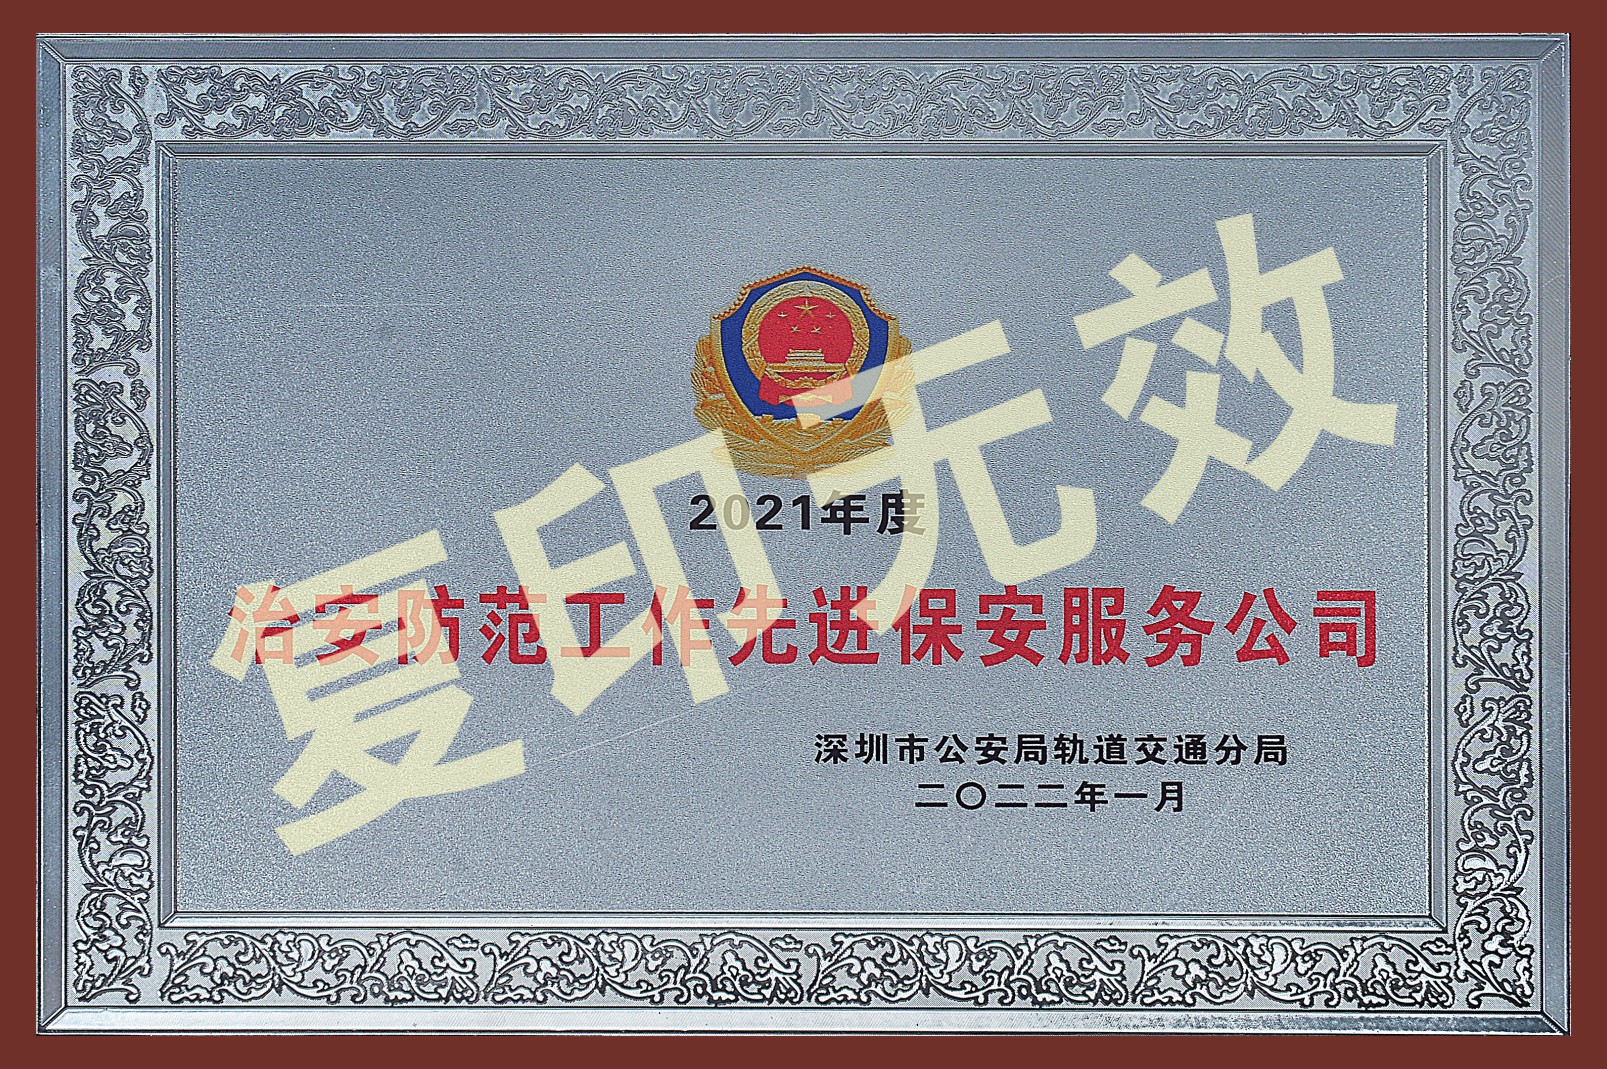 2021年度
治安防范工作先进保安服务公司
深圳市公安局轨道交通分局
二〇二二年一月
复印无效